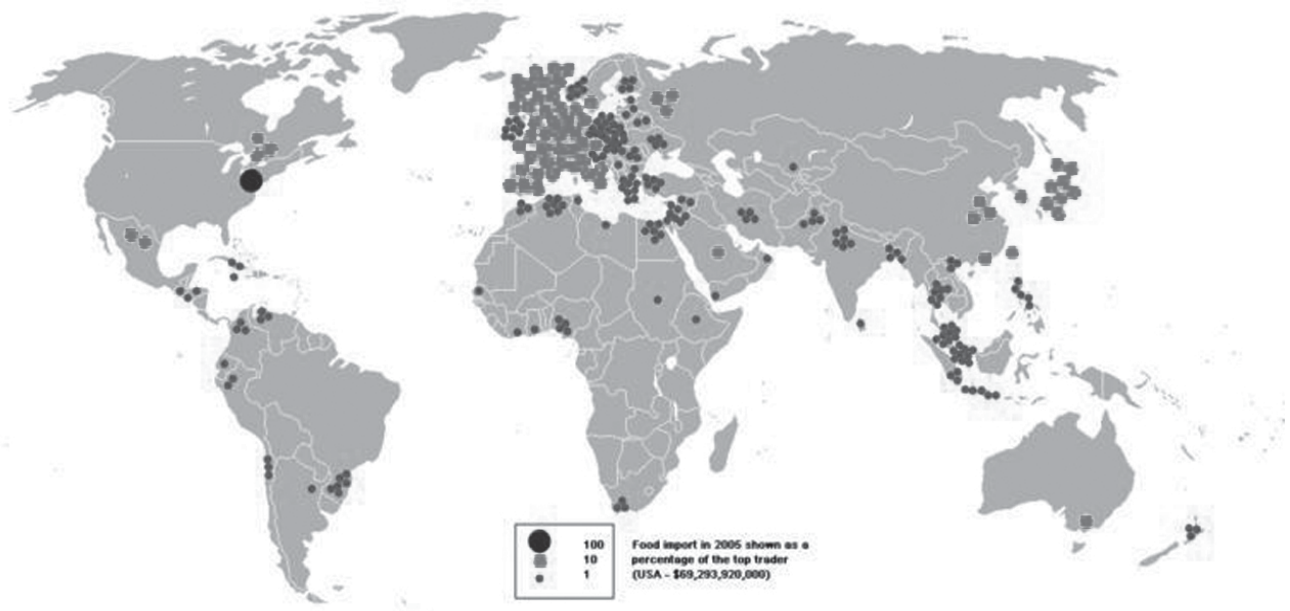 100 Food import in 2005 shown as a
10 percentage of the top trader
1 (USA - $69,293,920,000)